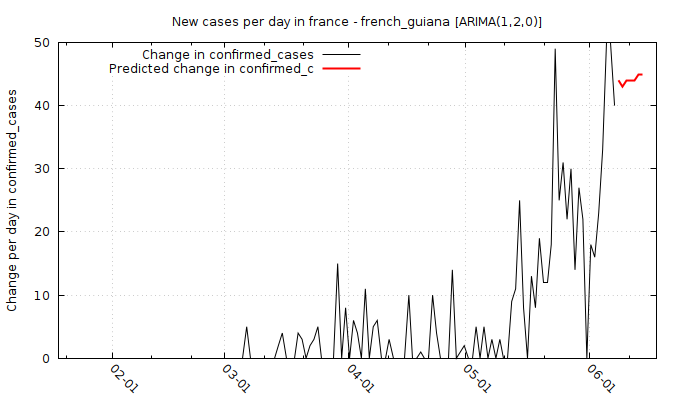 New cases per day in france - french_guiana [ARIMA(1,2,0)]
Change in confirmed_cases
Predicted change in confirmed_c
Change per day in confirmed_cases
50
40
30
20
10
0
02-01
03-01
04-01
05-01
06-01